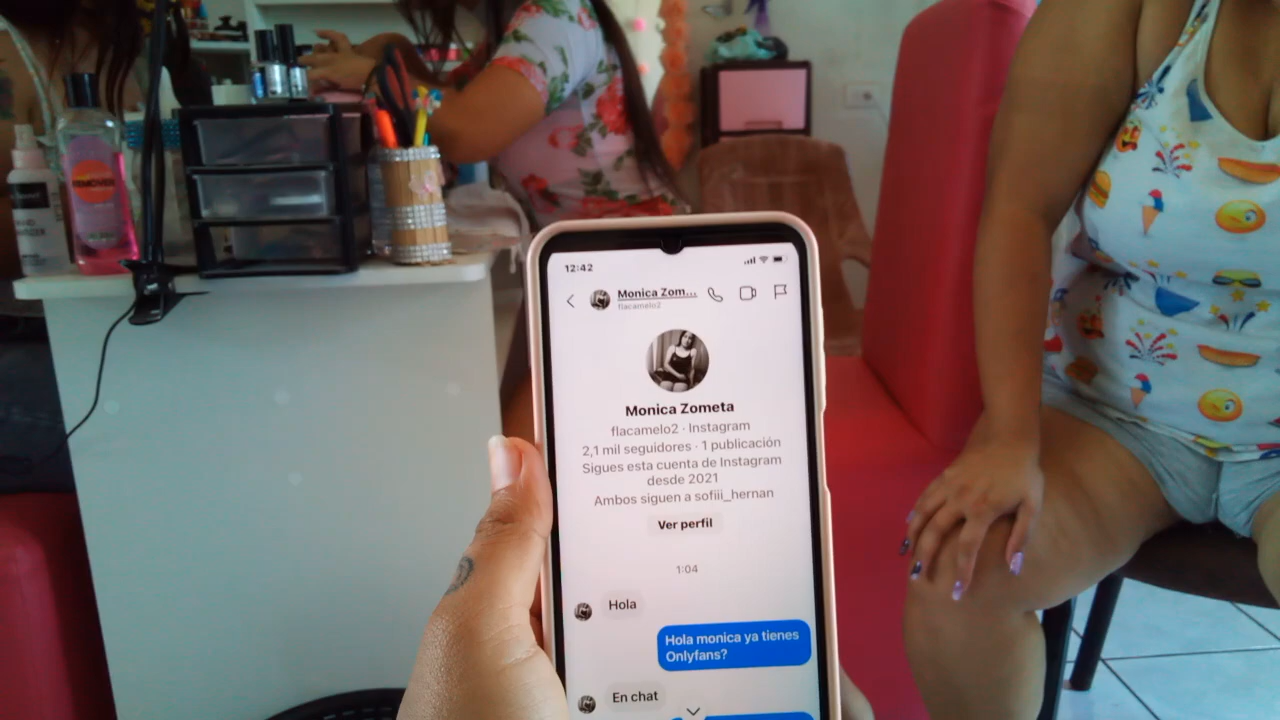 12:42
Monica Zom...
flacamelo2
Monica Zometa
flacamelo2 · Instagram
2,1 mil seguidores · 1 publicación
Sigues esta cuenta de Instagram
desde 2021
Ambos siguen a sofiii_hernan
Ver perfil
1:04
Hola
Hola monica ya tienes
Onlyfans?
En chat
REMOVER